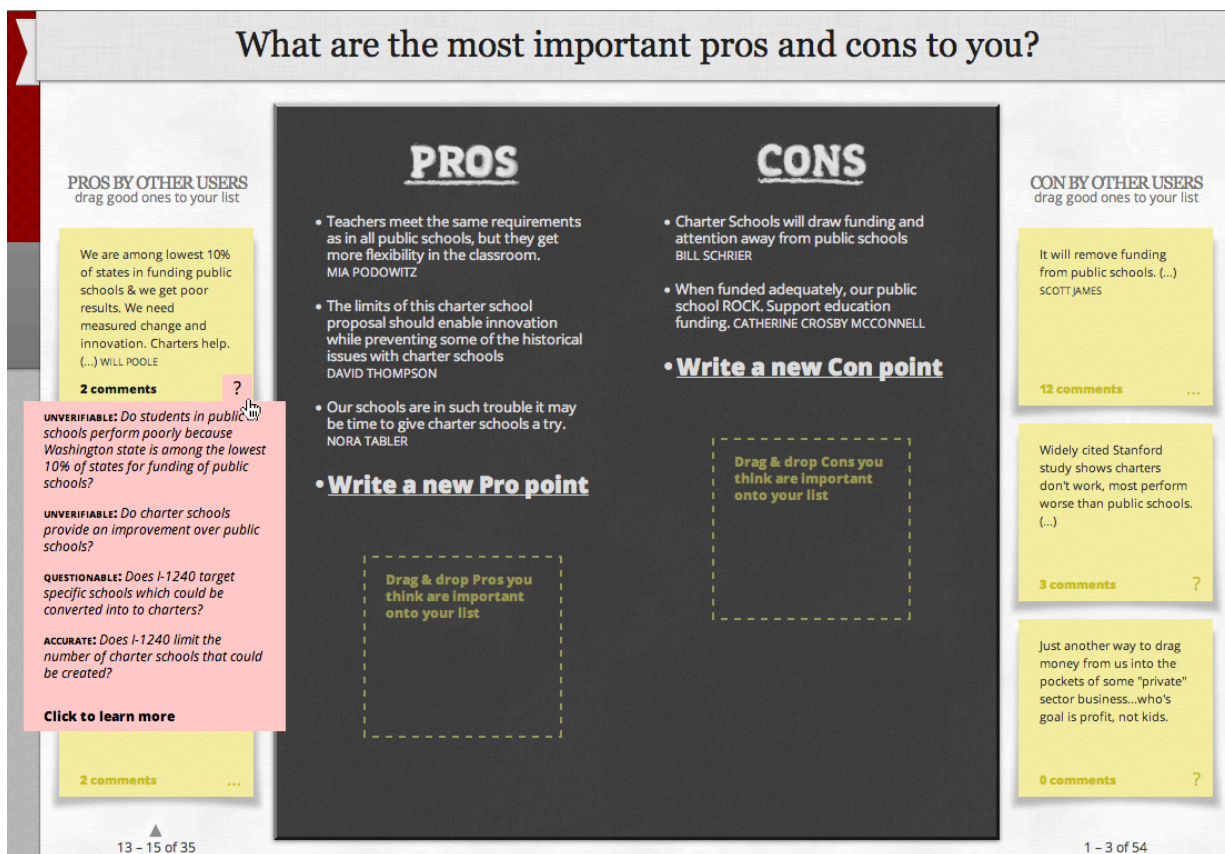 What are the most important pros and cons to you?
PROS BY OTHER USERS
drag good ones to your list
We are among lowest 10%
of states in funding public
schools & we get poor
results. We need
measured change and
innovation. Charters help.
(...) WILL POOLE
2 comments
?
UNVERIFIABLE: Do students in public
schools perform poorly because
Washington state is among the lowest
10% of states for funding of public
schools?
UNVERIFIABLE: Do charter schools
provide an improvement over public
schools?
QUESTIONABLE: Does I-1240 target
specific schools which could be
converted into to charters?
ACCURATE: Does I-1240 limit the
number of charter schools that could
be created?
Click to learn more
2 comments
...
13 – 15 of 35
PROS
• Teachers meet the same requirements
as in all public schools, but they get
more flexibility in the classroom.
MIA PODOWITZ
• The limits of this charter school
proposal should enable innovation
while preventing some of the historical
issues with charter schools
DAVID THOMPSON
• Our schools are in such trouble it may
be time to give charter schools a try.
NORA TABLER
• Write a new Pro point
Drag & drop Pros you
think are important
onto your list
CONS
• Charter Schools will draw funding and
attention away from public schools
BILL SCHRIER
• When funded adequately, our public
school ROCK. Support education
funding. CATHERINE CROSBY MCCONNELL
• Write a new Con point
Drag & drop Cons you
think are important
onto your list
CON BY OTHER USERS
drag good ones to your list
It will remove funding
from public schools. (...)
SCOTT JAMES
12 comments
...
Widely cited Stanford
study shows charters
don't work, most perform
worse than public schools.
(...)
3 comments
?
Just another way to drag
money from us into the
pockets of some "private"
sector business...who's
goal is profit, not kids.
0 comments
?
1 – 3 of 54